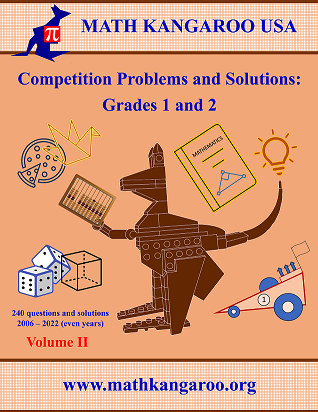 π
MATH KANGAROO USA
Competition Problems and Solutions:
Grades 1 and 2
MATHEMATICS
1
240 questions and solutions
2006 – 2022 (even years)
Volume II
www.mathkangaroo.org